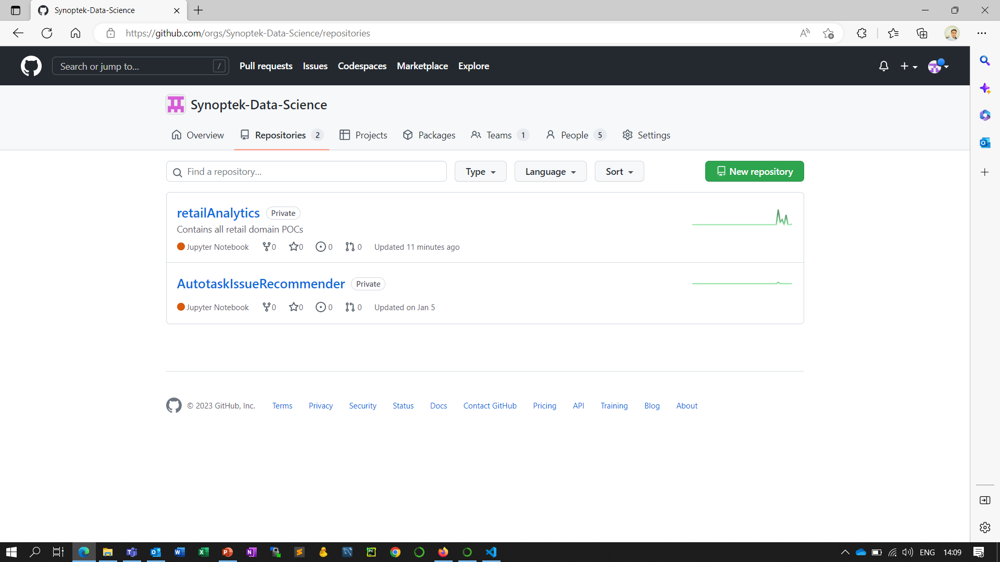 Synoptek-Data-Science
https://github.com/orgs/Synoptek-Data-Science/repositories
Search or jump to... /
Pull requests Issues Codespaces Marketplace Explore
Synoptek-Data-Science
Overview Repositories 2 Projects Packages Teams 1 People 5 Settings
Find a repository... Type Language Sort New repository
retailAnalytics Private
Contains all retail domain POCs
Jupyter Notebook 0 0 0 0 Updated 11 minutes ago
AutotaskIssueRecommender Private
Jupyter Notebook 0 0 0 0 Updated on Jan 5
© 2023 GitHub, Inc. Terms Privacy Security Status Docs Contact GitHub Pricing API Training Blog About
ENG 14:09